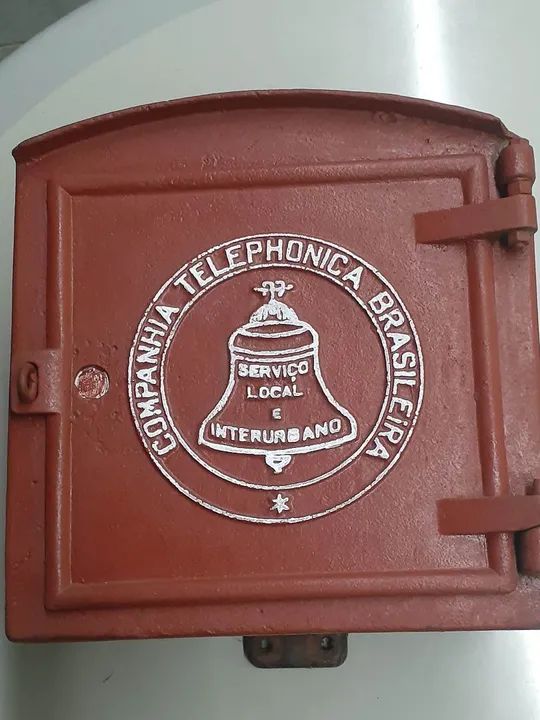 COMPANHIA TELEPHONICA BRASILEiRA
SERVIÇO
LOCAL
E
INTERURBANO